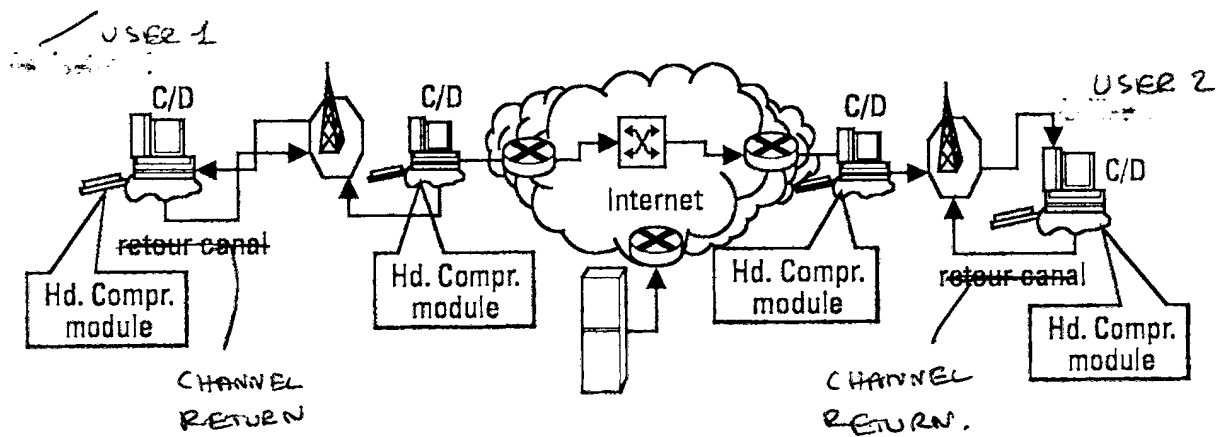 USER 1
USER 2
C/D
C/D
C/D
C/D
Internet
retour canal
retour canal
Hd. Compr.
module
Hd. Compr.
module
Hd. Compr.
module
Hd. Compr.
module
CHANNEL
RETURN
CHANNEL
RETURN.